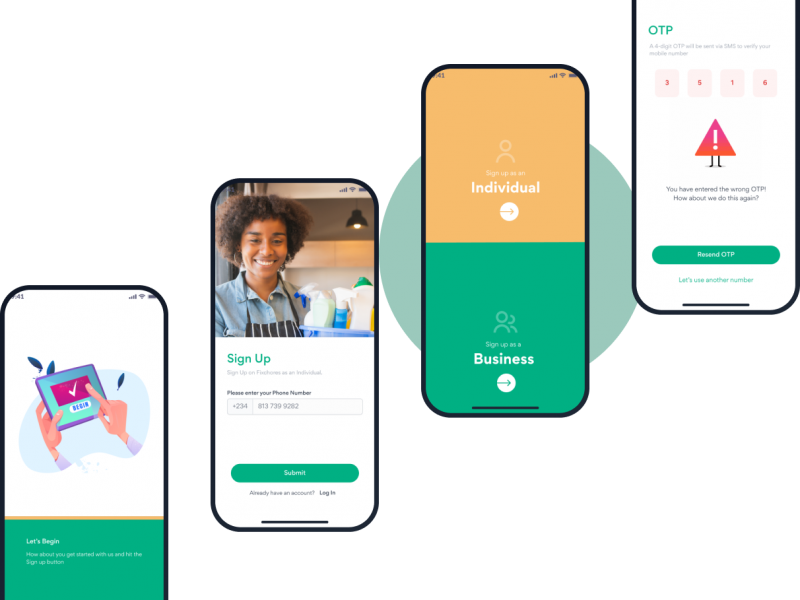 :41
BEGIN
Let's Begin
How about you get started with us and hit the
Sign up button
Sign Up
Sign Up on Fixxhores as an Individual.
Please enter your Phone Number
+234 813 739 9282
Submit
Already have an account? Log In
:41
Sign up as an
Individual
Sign up as a
Business
OTP
A 4-digit OTP will be sent via SMS to verify your
mobile number
3 5 1 6
You have entered the wrong OTP!
How about we do this again?
Resend OTP
Let's use another number